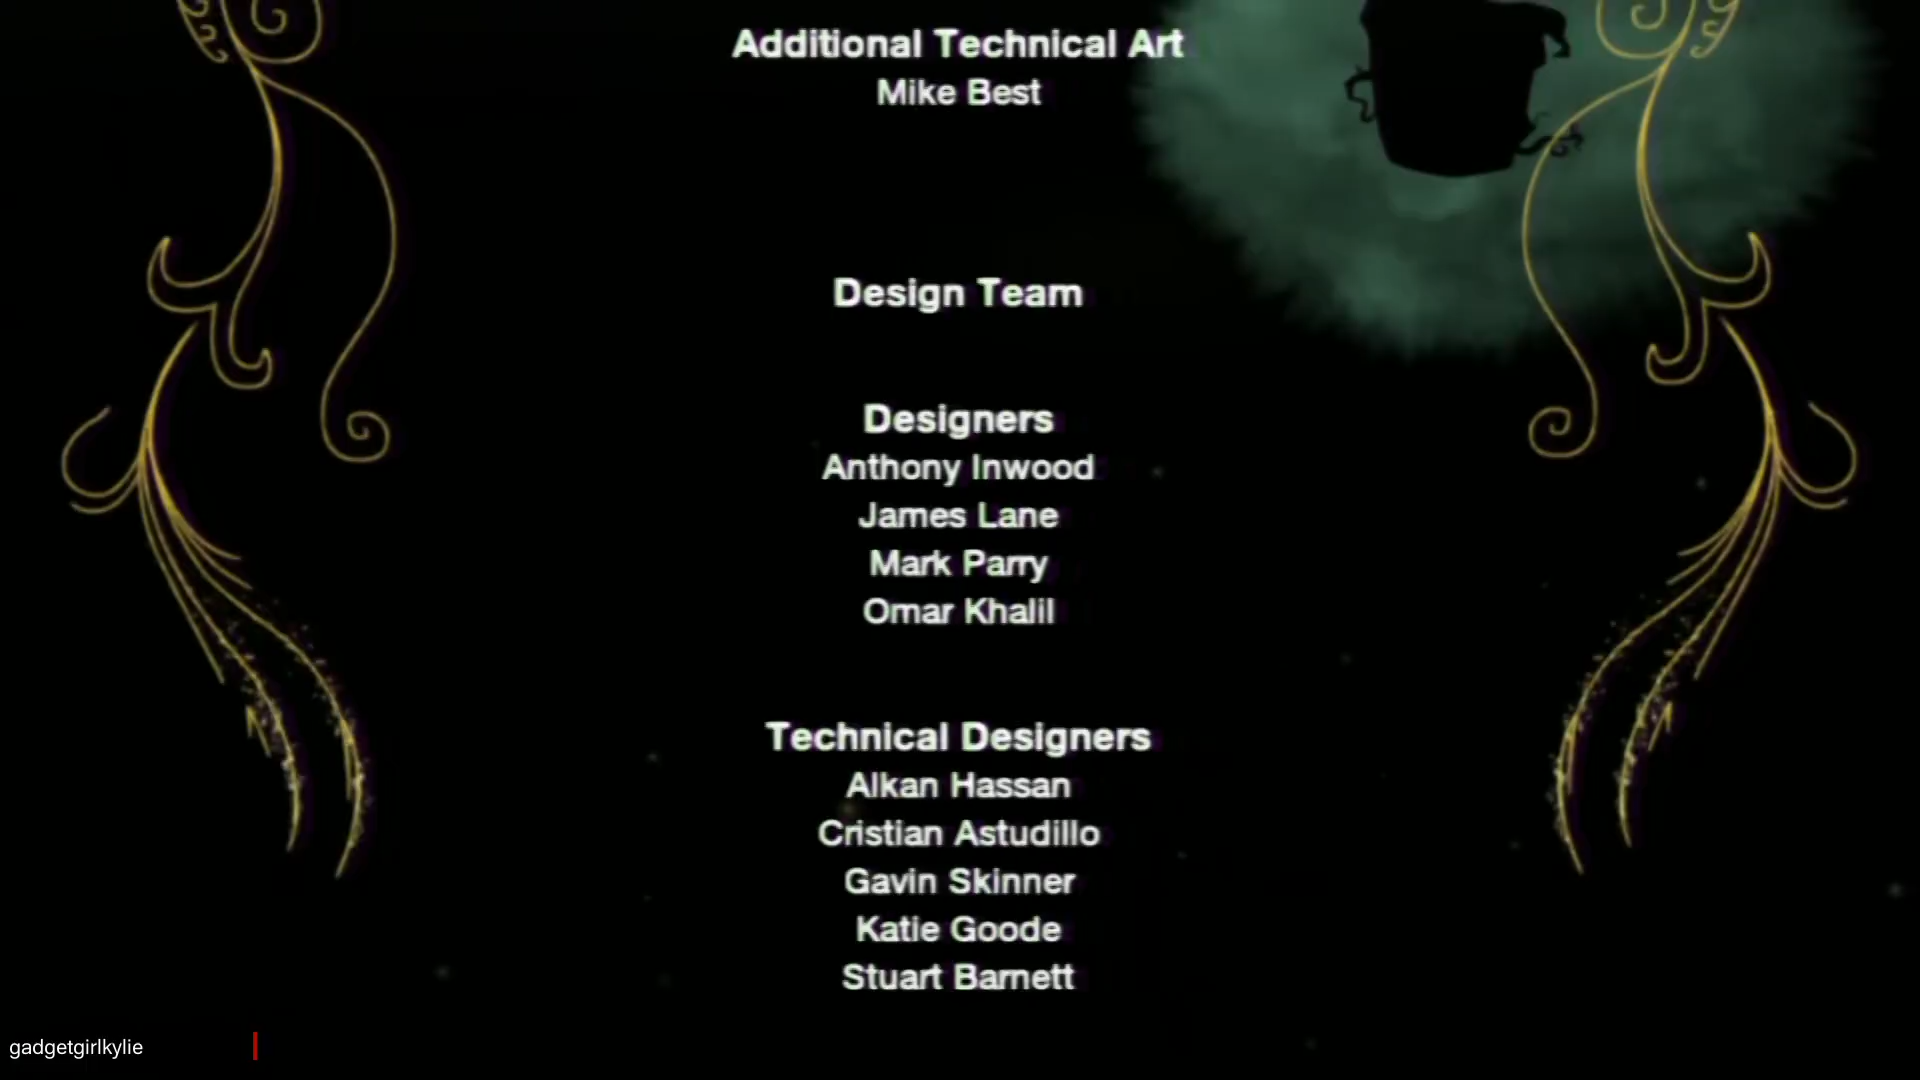 Additional Technical Art
Mike Best
Design Team
Designers
Anthony Inwood
James Lane
Mark Parry
Omar Khalil
Technical Designers
Alkan Hassan
Cristian Astudillo
Gavin Skinner
Katie Goode
Stuart Barnett
gadgetgirlkylie